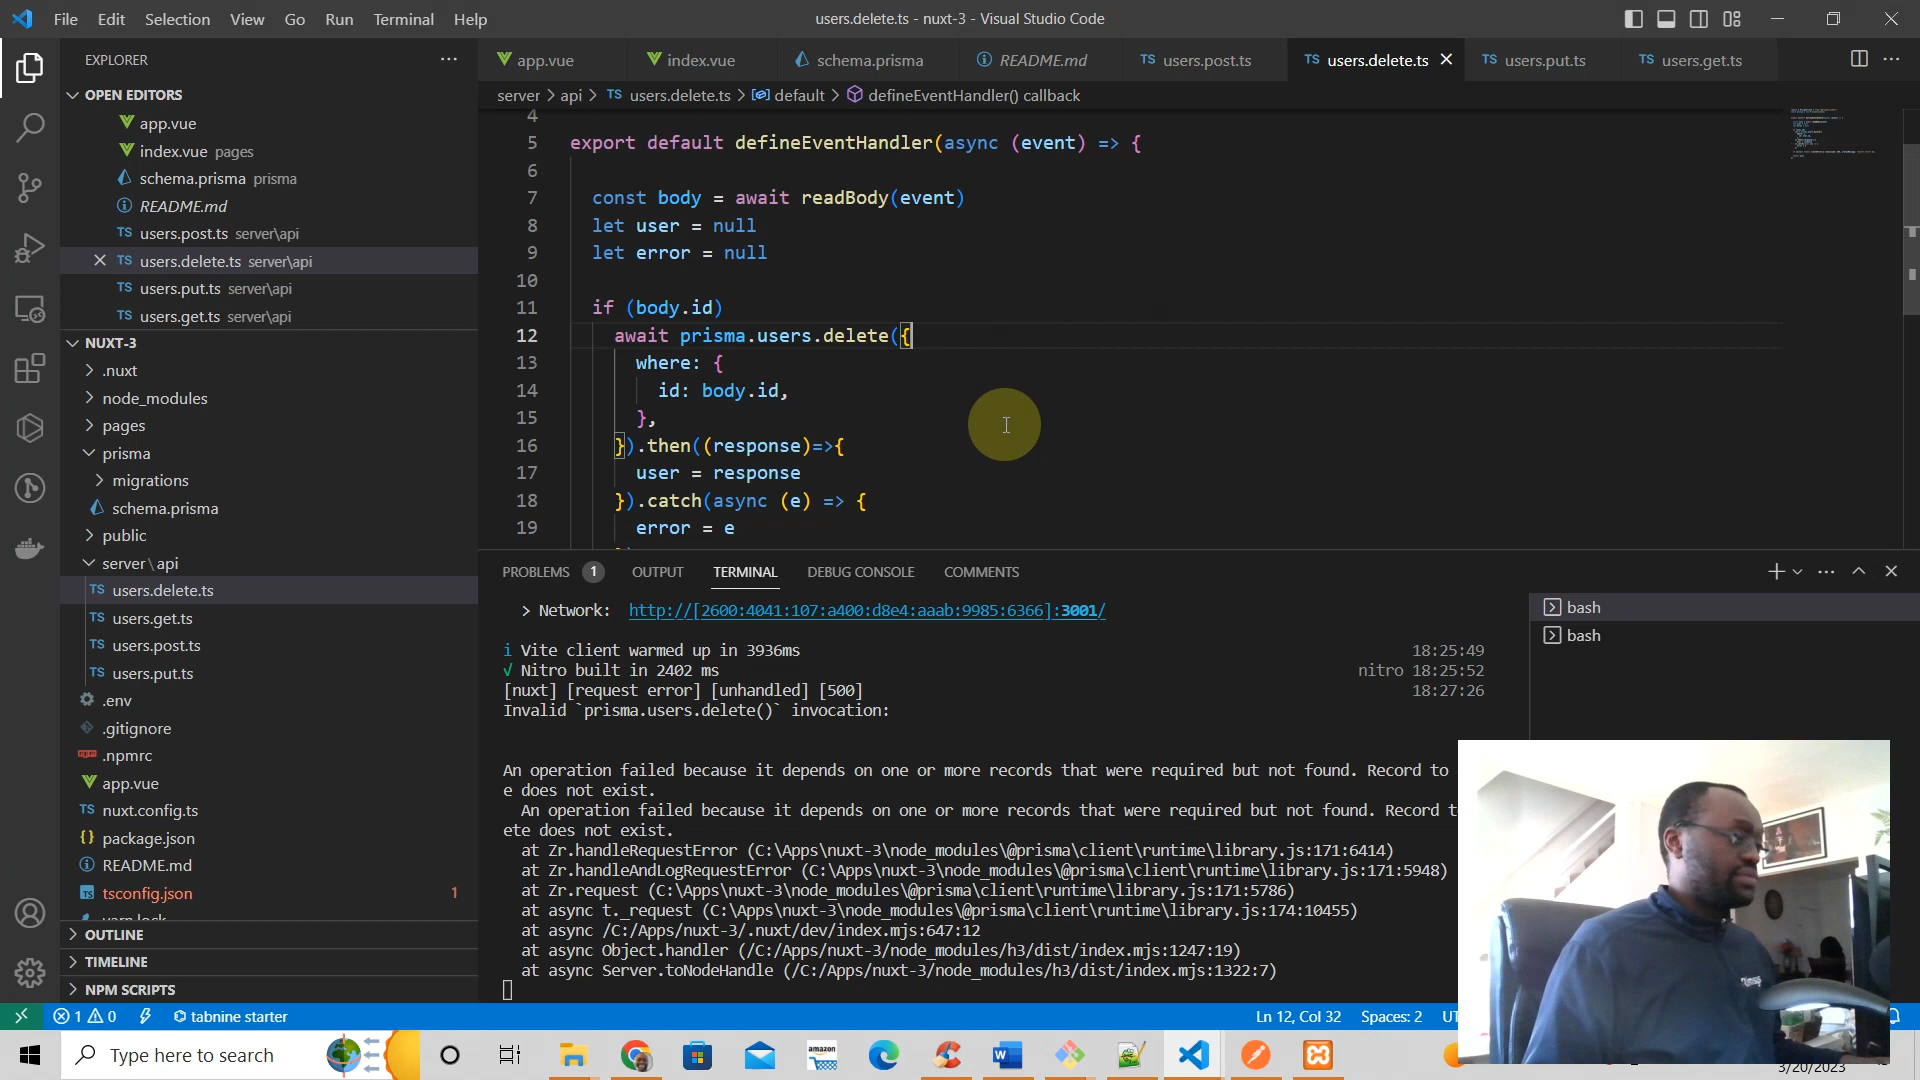 File Edit Selection View Go Run Terminal Help
users.delete.ts - nuxt-3 - Visual Studio Code
EXPLORER
app.vue
index.vue
schema.prisma
README.md
users.post.ts
users.delete.ts
users.put.ts
users.get.ts
OPEN EDITORS
app.vue
index.vue pages
schema.prisma prisma
README.md
users.post.ts server\api
users.delete.ts server\api
users.put.ts server\api
users.get.ts server\api
NUXT-3
.nuxt
node_modules
pages
prisma
migrations
schema.prisma
public
server\api
users.delete.ts
users.get.ts
users.post.ts
users.put.ts
.env
.gitignore
.npmrc
app.vue
nuxt.config.ts
package.json
README.md
tsconfig.json 1
yarn.lock
OUTLINE
TIMELINE
NPM SCRIPTS
server > api > TS users.delete.ts > default > defineEventHandler() callback
4
5 export default defineEventHandler(async (event) => {
6
7 const body = await readBody(event)
8 let user = null
9 let error = null
10
11 if (body.id)
12 await prisma.users.delete({
13 where: {
14 id: body.id,
15 },
16 }).then((response)=>{
17 user = response
18 }).catch(async (e) => {
19 error = e
PROBLEMS 1 OUTPUT TERMINAL DEBUG CONSOLE COMMENTS
> Network: http://[2600:4041:107:a400:d8e4:aaab:9985:6366]:3001/
i Vite client warmed up in 3936ms 18:25:49
√ Nitro built in 2402 ms nitro 18:25:52
[nuxt] [request error] [unhandled] [500] 18:27:26
Invalid `prisma.users.delete()` invocation:
An operation failed because it depends on one or more records that were required but not found. Record to
e does not exist.
An operation failed because it depends on one or more records that were required but not found. Record t
ete does not exist.
at Zr.handleRequestError (C:\Apps\nuxt-3\node_modules\@prisma\client\runtime\library.js:171:6414)
at Zr.handleAndLogRequestError (C:\Apps\nuxt-3\node_modules\@prisma\client\runtime\library.js:171:5948)
at Zr.request (C:\Apps\nuxt-3\node_modules\@prisma\client\runtime\library.js:171:5786)
at async t._request (C:\Apps\nuxt-3\node_modules\@prisma\client\runtime\library.js:174:10455)
at async /C:/Apps/nuxt-3/.nuxt/dev/index.mjs:647:12
at async Object.handler (/C:/Apps/nuxt-3/node_modules/h3/dist/index.mjs:1247:19)
at async Server.toNodeHandle (/C:/Apps/nuxt-3/node_modules/h3/dist/index.mjs:1322:7)
bash
bash
1 0 tabnine starter
Ln 12, Col 32 Spaces: 2 UT
Type here to search
amazon
3/20/2023